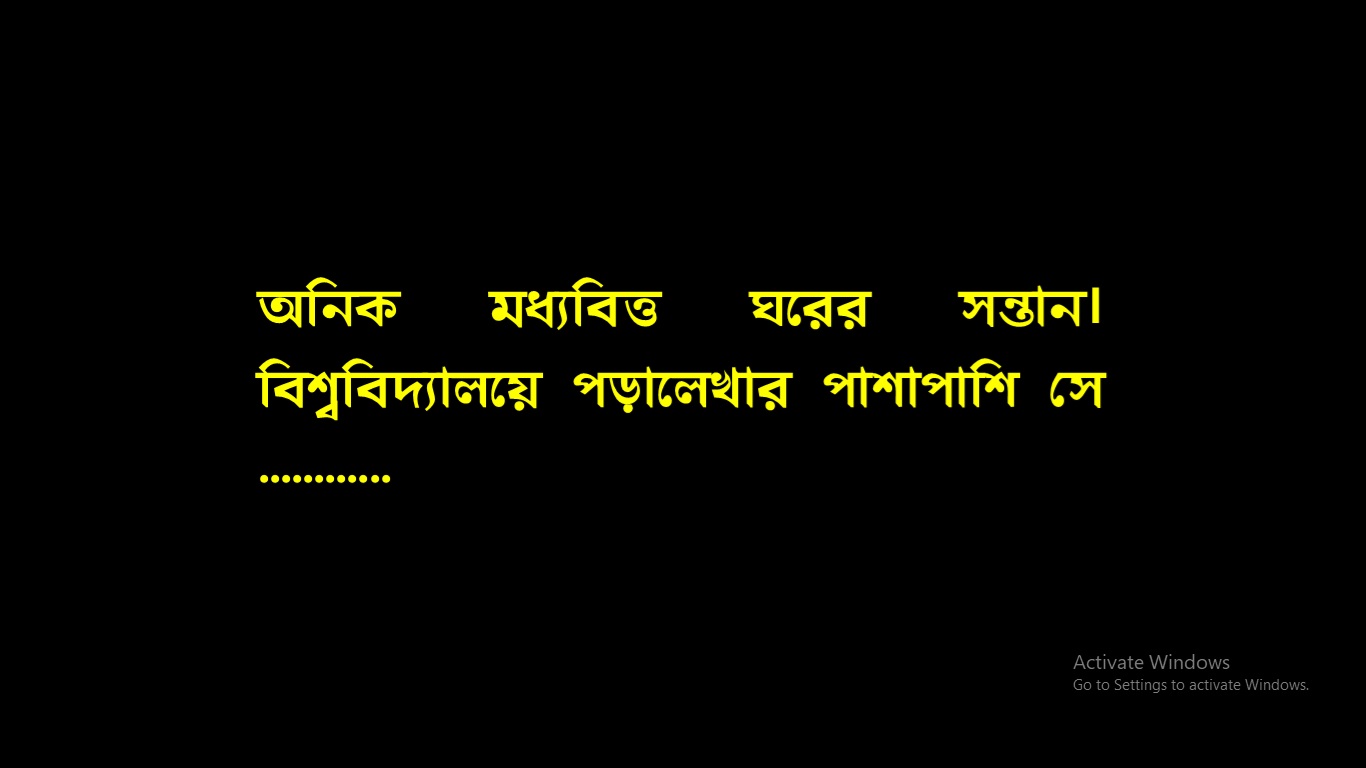 অনিক মধ্যবিত্ত ঘরের সন্তান।
বিশ্ববিদ্যালয়ে পড়ালেখার পাশাপাশি সে
............
Activate Windows
Go to Settings to activate Windows.